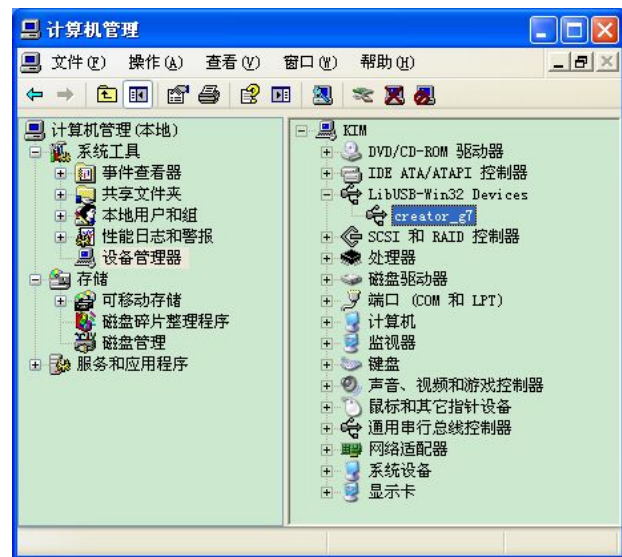 计算机管理
文件(F) 操作(A) 查看(V) 窗口(W) 帮助(H)
计算机管理(本地)
系统工具
事件查看器
共享文件夹
本地用户和组
性能日志和警报
设备管理器
存储
可移动存储
磁盘碎片整理程序
磁盘管理
服务和应用程序
KIM
DVD/CD-ROM 驱动器
IDE ATA/ATAPI 控制器
LibUSB-Win32 Devices
creator_g7
SCSI 和 RAID 控制器
处理器
磁盘驱动器
端口 (COM 和 LPT)
计算机
监视器
键盘
声音、视频和游戏控制器
鼠标和其它指针设备
通用串行总线控制器
网络适配器
系统设备
显示卡